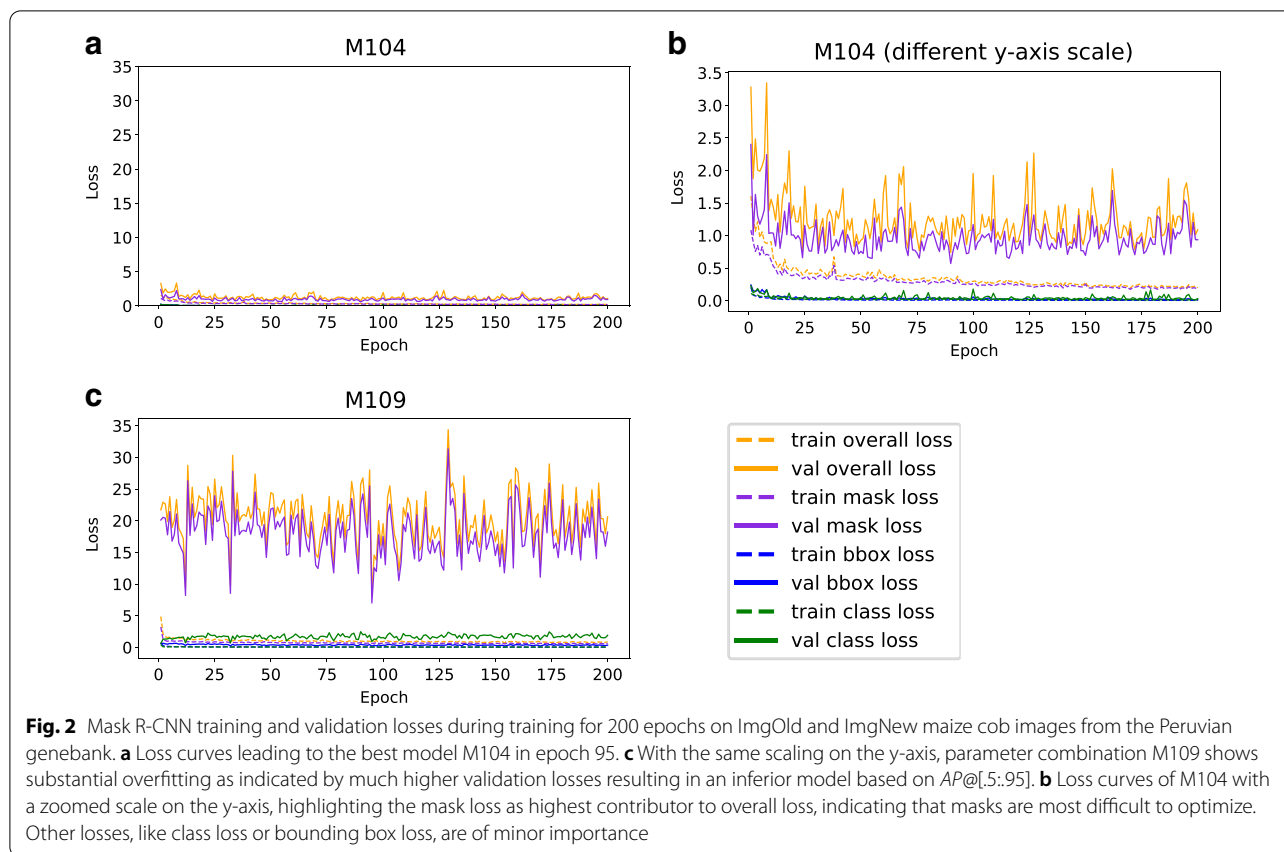 a
M104
35
30
25
20
15
10
5
0
Loss
0 25 50 75 100 125 150 175 200
Epoch
b
M104 (different y-axis scale)
3.5
3.0
2.5
2.0
1.5
1.0
0.5
0.0
Loss
0 25 50 75 100 125 150 175 200
Epoch
c
M109
35
30
25
20
15
10
5
0
Loss
0 25 50 75 100 125 150 175 200
Epoch
train overall loss
val overall loss
train mask loss
val mask loss
train bbox loss
val bbox loss
train class loss
val class loss
Fig. 2 Mask R-CNN training and validation losses during training for 200 epochs on ImgOld and ImgNew maize cob images from the Peruvian
genebank. a Loss curves leading to the best model M104 in epoch 95. c With the same scaling on the y-axis, parameter combination M109 shows
substantial overfitting as indicated by much higher validation losses resulting in an inferior model based on AP@[.5:.95]. b Loss curves of M104 with
a zoomed scale on the y-axis, highlighting the mask loss as highest contributor to overall loss, indicating that masks are most difficult to optimize.
Other losses, like class loss or bounding box loss, are of minor importance